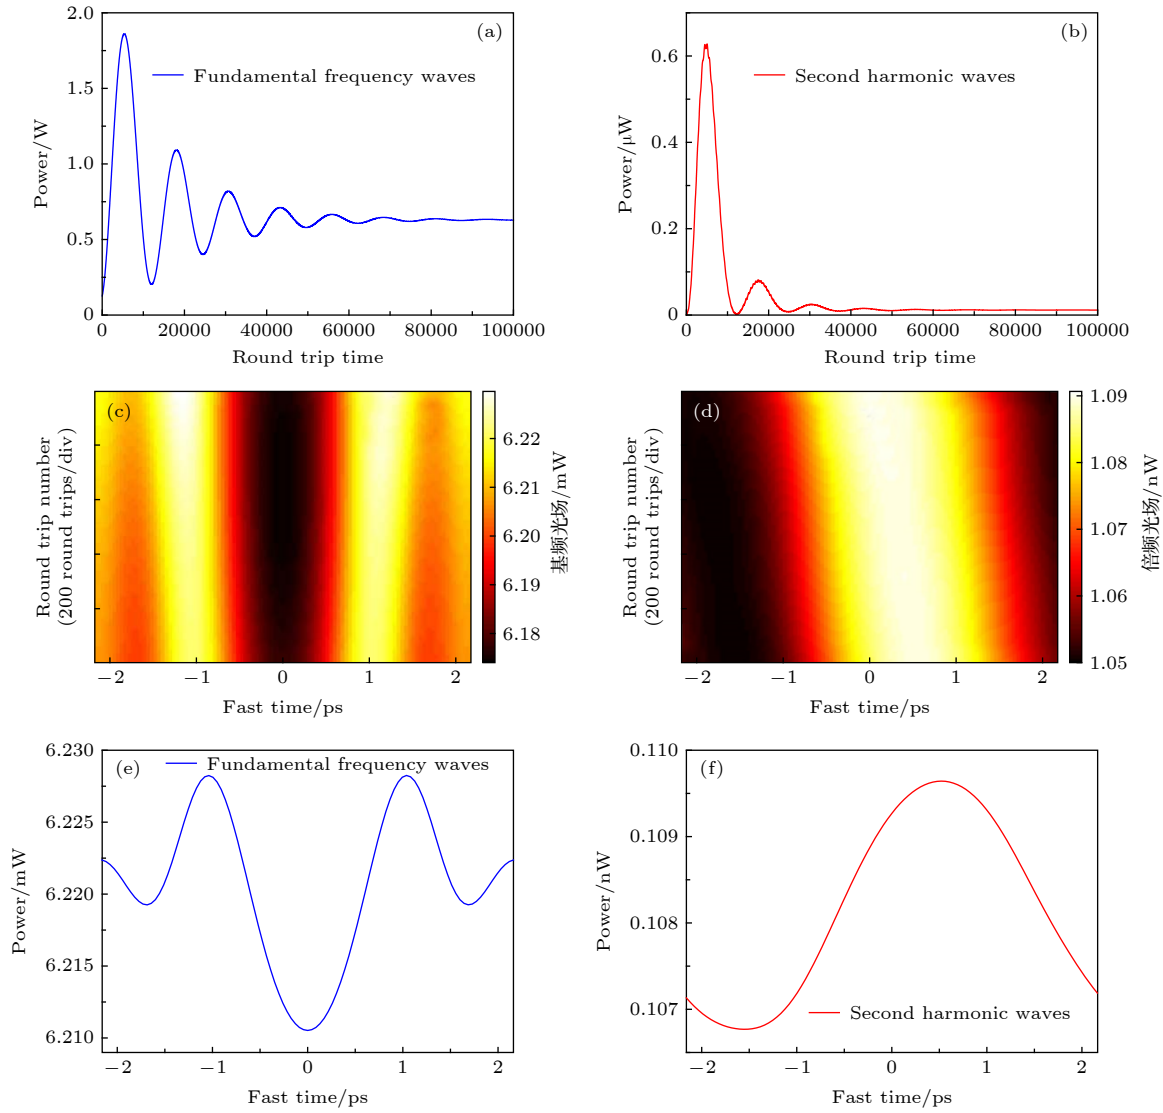 (a)
Fundamental frequency waves
Power/W
2.0
1.5
1.0
0.5
0
0 20000 40000 60000 80000 100000
Round trip time
(b)
Second harmonic waves
Power/μW
0.6
0.4
0.2
0
0 20000 40000 60000 80000 100000
Round trip time
(c)
Round trip number
(200 round trips/div)
−2 −1 0 1 2
Fast time/ps
6.22
6.21
6.20
6.19
6.18
基频光场/mW
(d)
Round trip number
(200 round trips/div)
−2 −1 0 1 2
Fast time/ps
1.09
1.08
1.07
1.06
1.05
倍频光场/nW
(e)
Fundamental frequency waves
Power/mW
6.230
6.225
6.220
6.215
6.210
−2 −1 0 1 2
Fast time/ps
(f)
Second harmonic waves
Power/nW
0.110
0.109
0.108
0.107
−2 −1 0 1 2
Fast time/ps